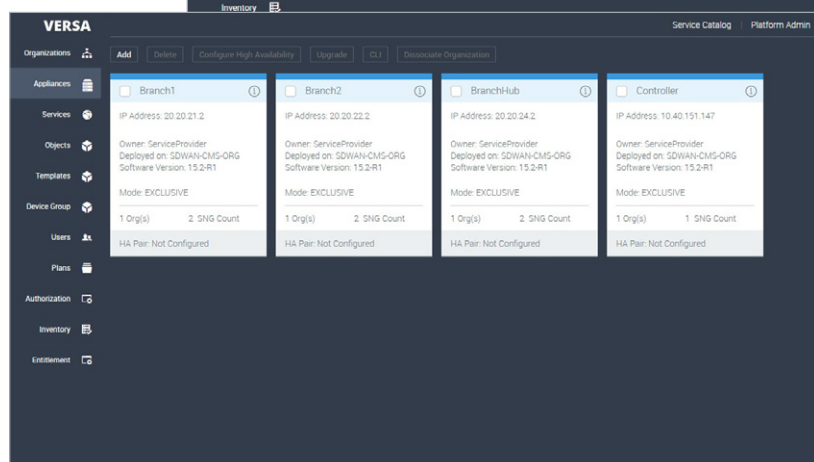 Inventory
VERSA
Service Catalog Platform Admin
Organizations
Appliances
Services
Objects
Templates
Device Group
Users
Plans
Authorization
Inventory
Entitlement
Add Delete Configure High Availability Upgrade CLI Dissociate Organization
Branch1
IP Address: 20.20.21.2
Owner: ServiceProvider
Deployed on: SDWAN-CMS-ORG
Software Version: 15.2-R1
Mode: EXCLUSIVE
1 Org(s) 2 SNG Count
HA Pair: Not Configured
Branch2
IP Address: 20.20.22.2
Owner: ServiceProvider
Deployed on: SDWAN-CMS-ORG
Software Version: 15.2-R1
Mode: EXCLUSIVE
1 Org(s) 2 SNG Count
HA Pair: Not Configured
BranchHub
IP Address: 20.20.24.2
Owner: ServiceProvider
Deployed on: SDWAN-CMS-ORG
Software Version: 15.2-R1
Mode: EXCLUSIVE
1 Org(s) 2 SNG Count
HA Pair: Not Configured
Controller
IP Address: 10.40.151.147
Owner: ServiceProvider
Deployed on: SDWAN-CMS-ORG
Software Version: 15.2-R1
Mode: EXCLUSIVE
1 Org(s) 1 SNG Count
HA Pair: Not Configured